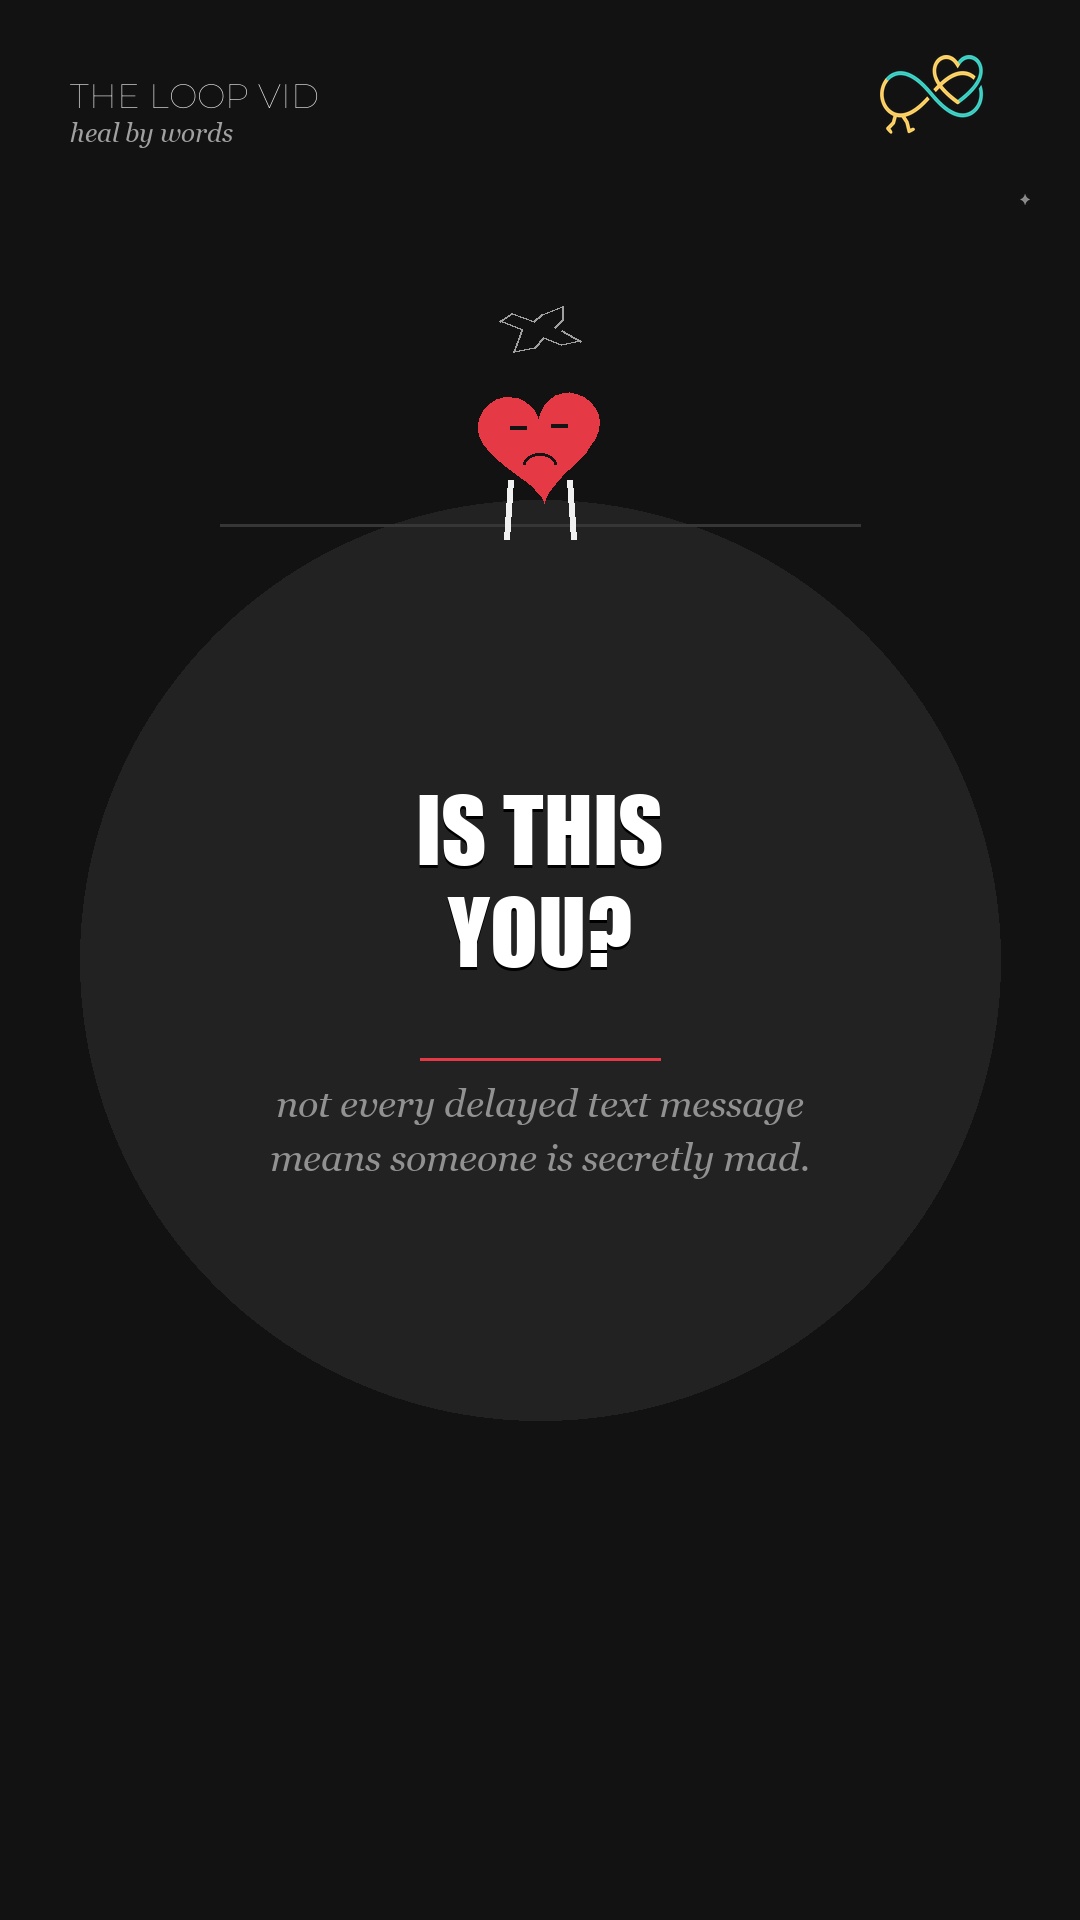 THE LOOP VID
heal by words
IS THIS
YOU?
not every delayed text message
means someone is secretly mad.